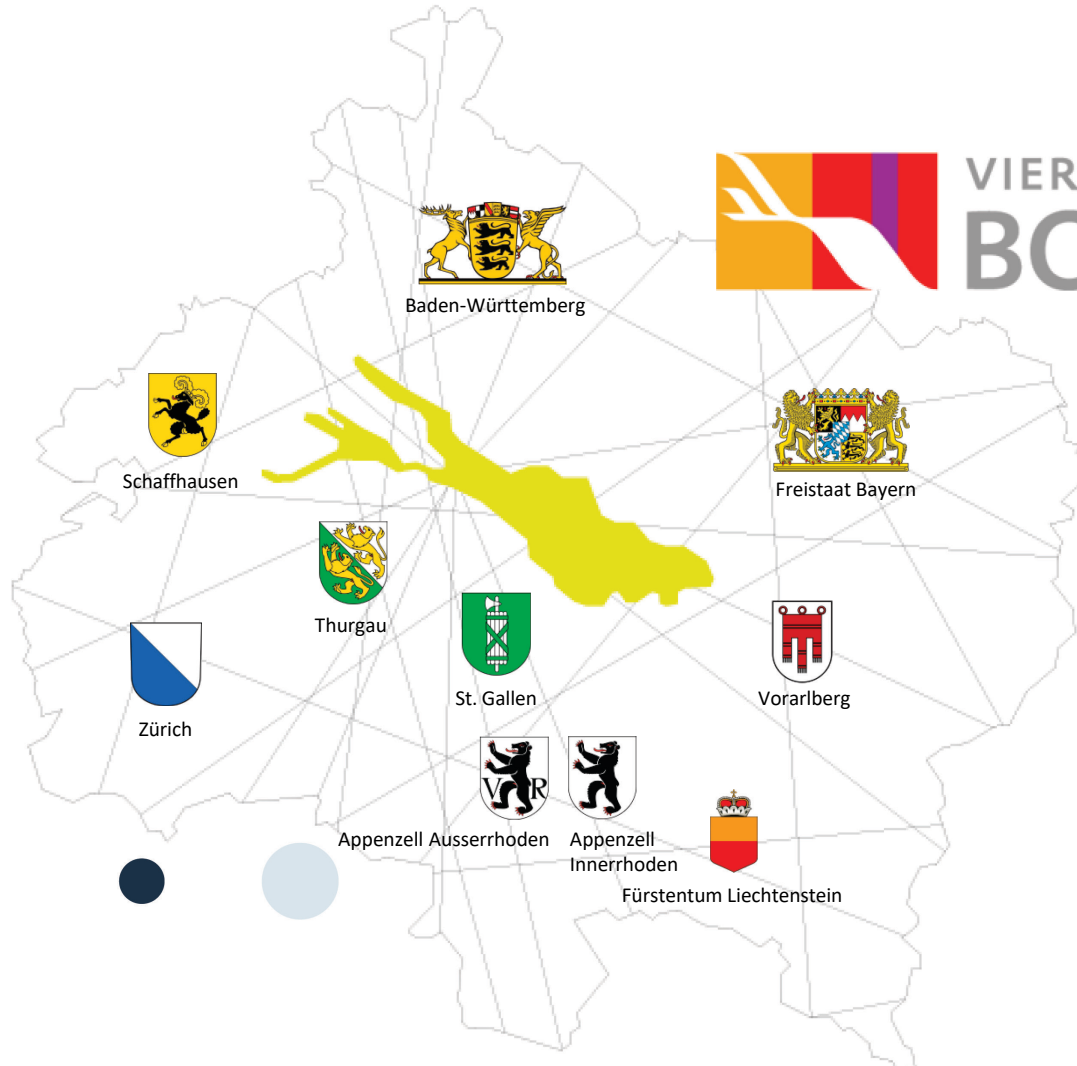 VIER
BO
Baden-Württemberg
Schaffhausen
Freistaat Bayern
Thurgau
St. Gallen
Vorarlberg
Zürich
V R
Appenzell Ausserrhoden
Appenzell
Innerrhoden
Fürstentum Liechtenstein